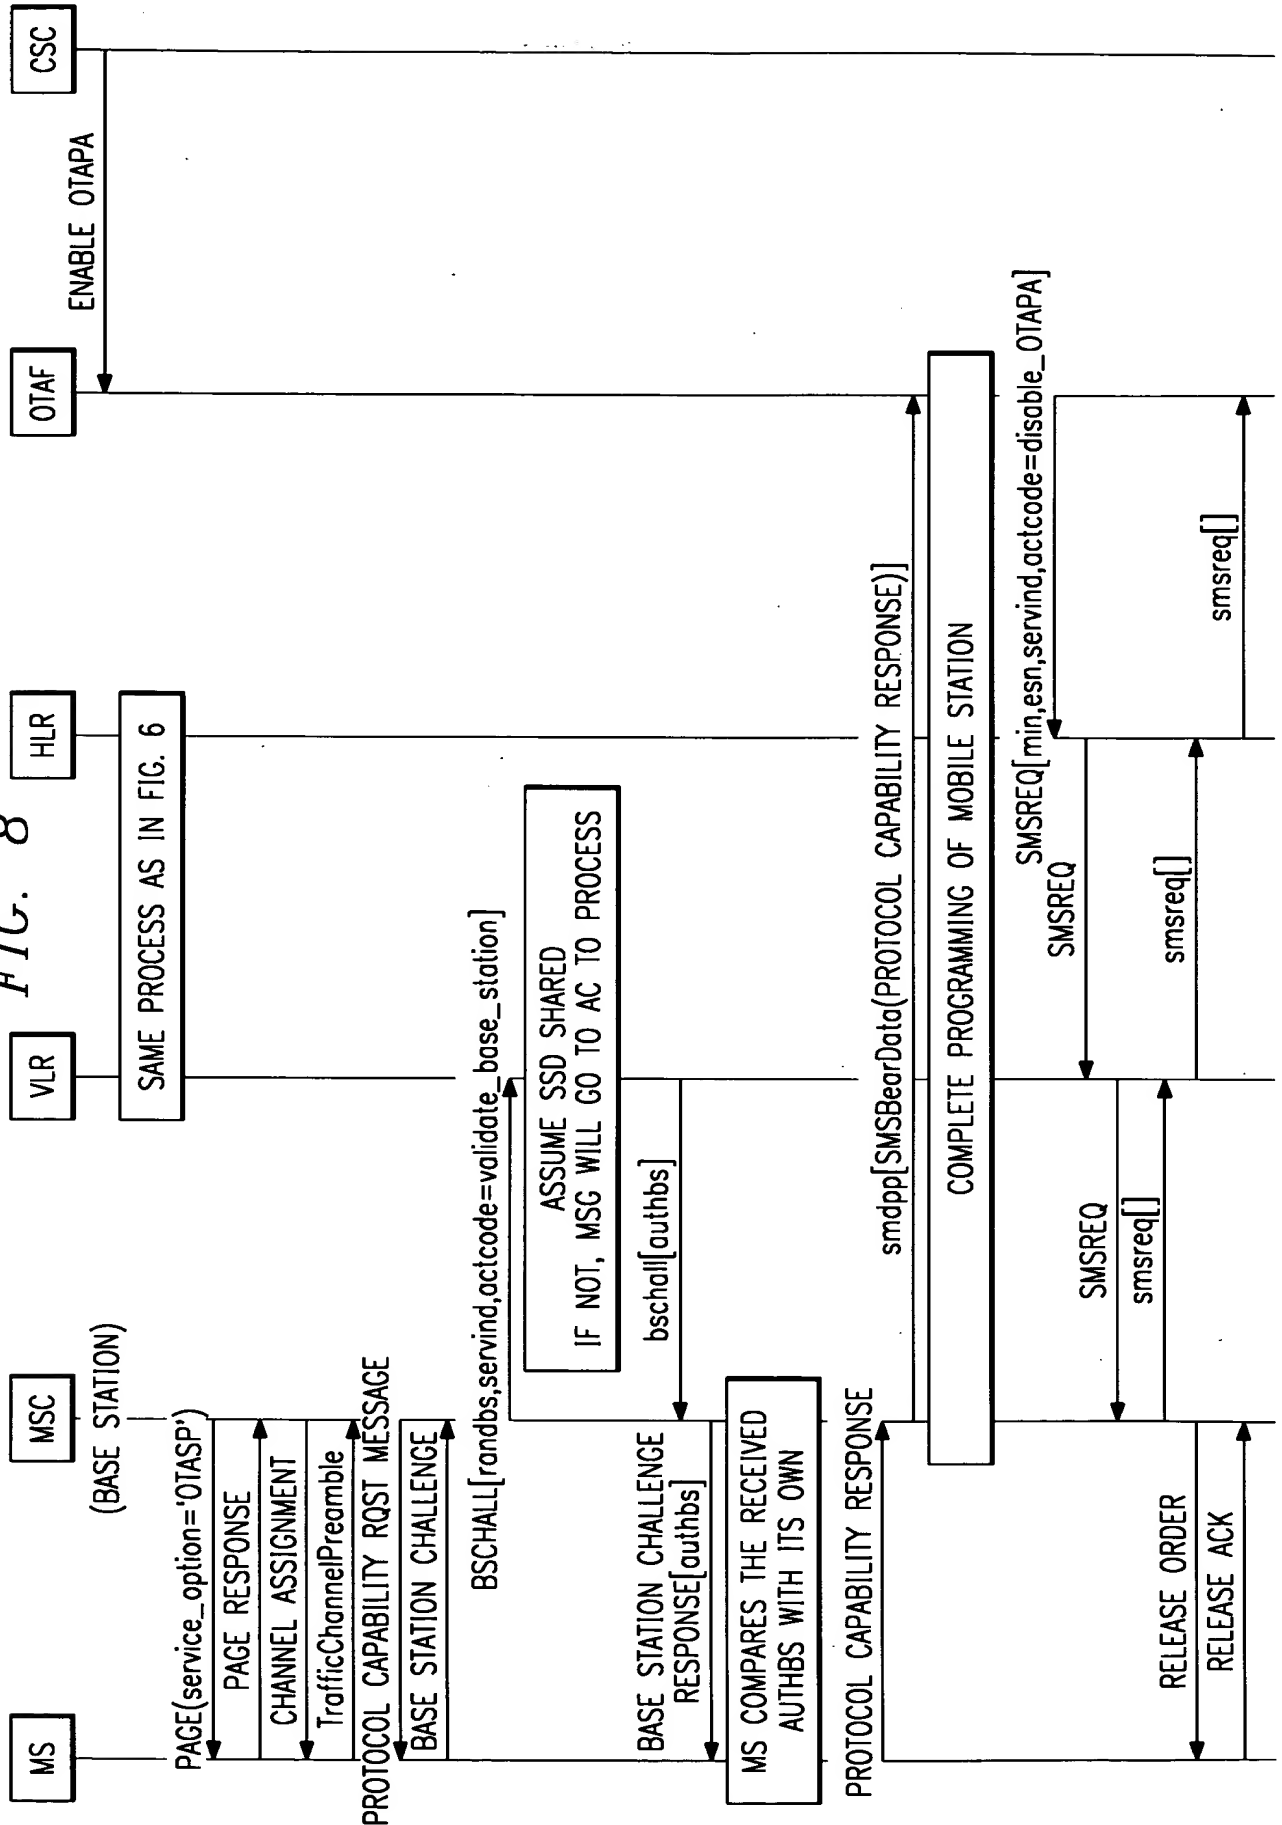 FIG. 8
MS
MSC
VLR
HLR
OTAF
CSC
(BASE STATION)
ENABLE OTAPA
SAME PROCESS AS IN FIG. 6
PAGE(service_option='OTASP')
PAGE RESPONSE
CHANNEL ASSIGNMENT
TrafficChannelPreamble
PROTOCOL CAPABILITY RQST MESSAGE
BASE STATION CHALLENGE
BSCHALL[randbs,servind,actcode=validate_base_station]
ASSUME SSD SHARED
IF NOT, MSG WILL GO TO AC TO PROCESS
bschall[authbs]
BASE STATION CHALLENGE
RESPONSE[authbs]
MS COMPARES THE RECEIVED
AUTHBS WITH ITS OWN
PROTOCOL CAPABILITY RESPONSE
smdpp[SMSBearData(PROTOCOL CAPABILITY RESPONSE)]
COMPLETE PROGRAMMING OF MOBILE STATION
SMSREQ[min,esn,servind,actcode=disable_OTAPA]
SMSREQ
SMSREQ
smsreq[]
smsreq[]
smsreq[]
RELEASE ORDER
RELEASE ACK